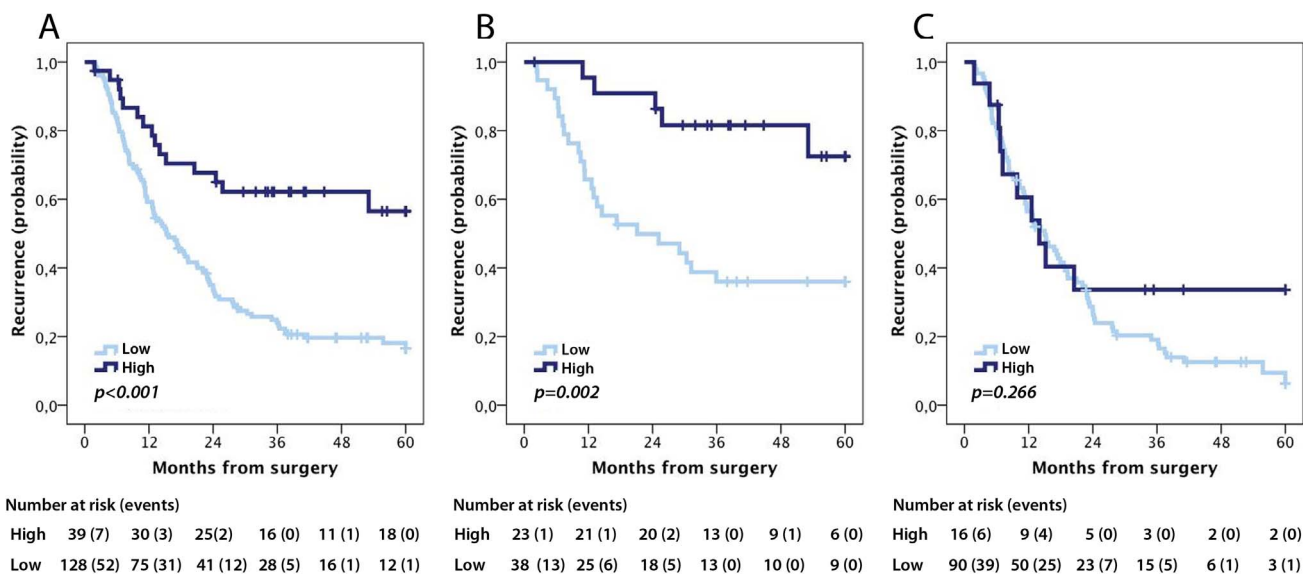 A
B
C
Recurrence (probability)
1,0
0,8
0,6
0,4
0,2
0,0
Low
High
p<0.001
0 12 24 36 48 60
Months from surgery
Recurrence (probability)
1,0
0,8
0,6
0,4
0,2
0,0
Low
High
p=0.002
0 12 24 36 48 60
Months from surgery
Recurrence (probability)
1,0
0,8
0,6
0,4
0,2
0,0
Low
High
p=0.266
0 12 24 36 48 60
Months from surgery
Number at risk (events)
High 39 (7) 30 (3) 25(2) 16 (0) 11 (1) 18 (0)
Low 128 (52) 75 (31) 41 (12) 28 (5) 16 (1) 12 (1)
Number at risk (events)
High 23 (1) 21 (1) 20 (2) 13 (0) 9 (1) 6 (0)
Low 38 (13) 25 (6) 18 (5) 13 (0) 10 (0) 9 (0)
Number at risk (events)
High 16 (6) 9 (4) 5 (0) 3 (0) 2 (0) 2 (0)
Low 90 (39) 50 (25) 23 (7) 15 (5) 6 (1) 3 (1)